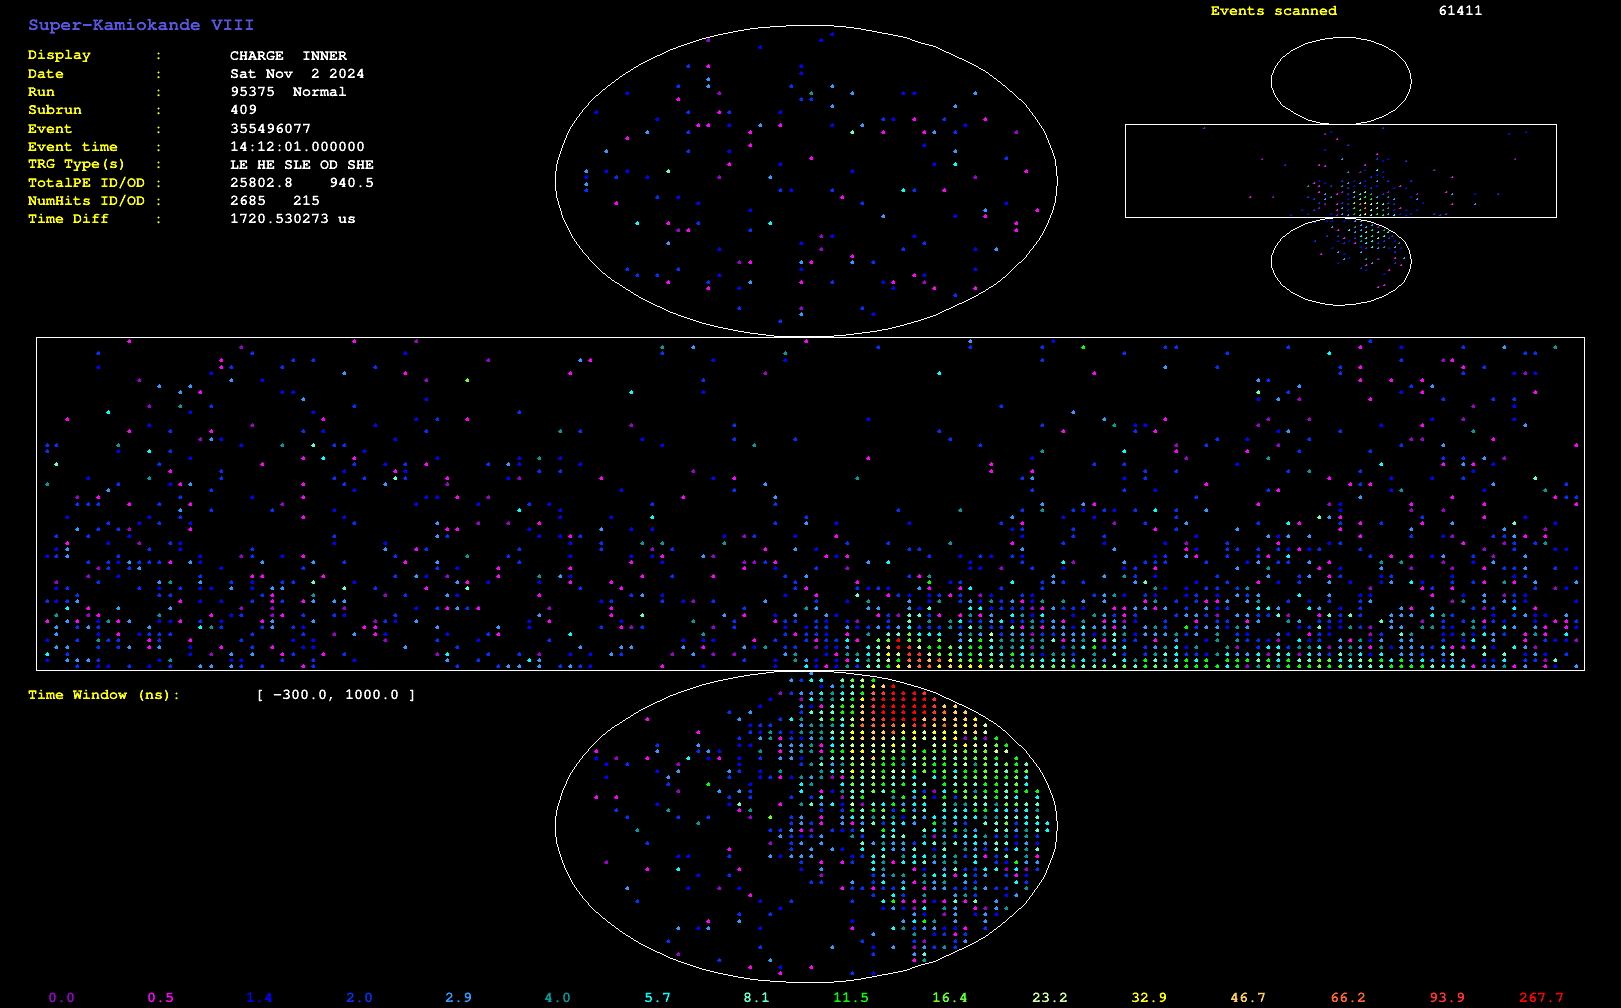 Super-Kamiokande VIII
Events scanned 61411
Display : CHARGE INNER
Date : Sat Nov 2 2024
Run : 95375 Normal
Subrun : 409
Event : 355496077
Event time : 14:12:01.000000
TRG Type(s) : LE HE SLE OD SHE
TotalPE ID/OD : 25802.8 940.5
NumHits ID/OD : 2685 215
Time Diff : 1720.530273 us
Time Window (ns): [ -300.0, 1000.0 ]
0.0 0.5 1.4 2.0 2.9 4.0 5.7 8.1 11.5 16.4 23.2 32.9 46.7 66.2 93.9 267.7